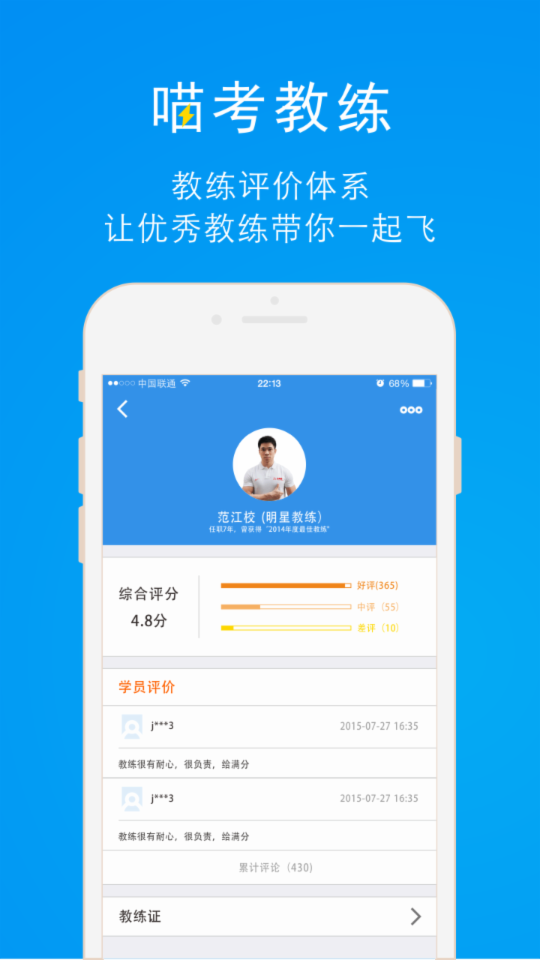 喵考教练
教练评价体系
让优秀教练带你一起飞
中国联通 22:13 68%
范江校 (明星教练)
任职7年，曾获得“2014年度最佳教练”
综合评分
4.8分
好评(365)
中评 (55)
差评 (10)
学员评价
j***3 2015-07-27 16:35
教练很有耐心，很负责，给满分
j***3 2015-07-27 16:35
教练很有耐心，很负责，给满分
累计评论 (430)
教练证